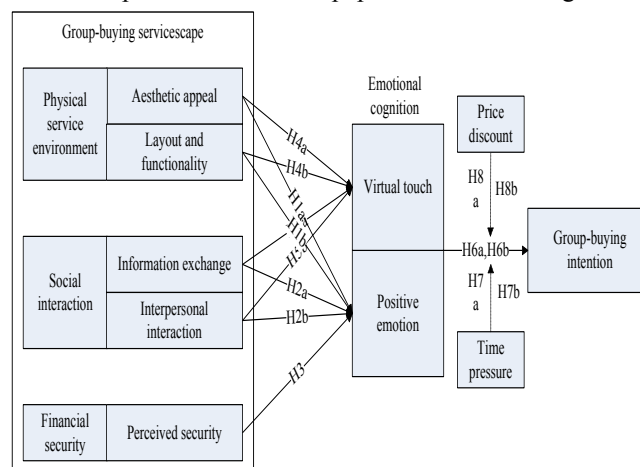 Group-buying servicescape
Physical
service
environment
Aesthetic appeal
Layout and
functionality
Social
interaction
Information exchange
Interpersonal
interaction
Financial
security
Perceived security
H4a
H4b
H1b
H5a
H2a
H2b
H3
Emotional
cognition
Virtual touch
Positive
emotion
Price
discount
H8
a
H8b
H6a,H6b
H7
a
H7b
Time
pressure
Group-buying
intention